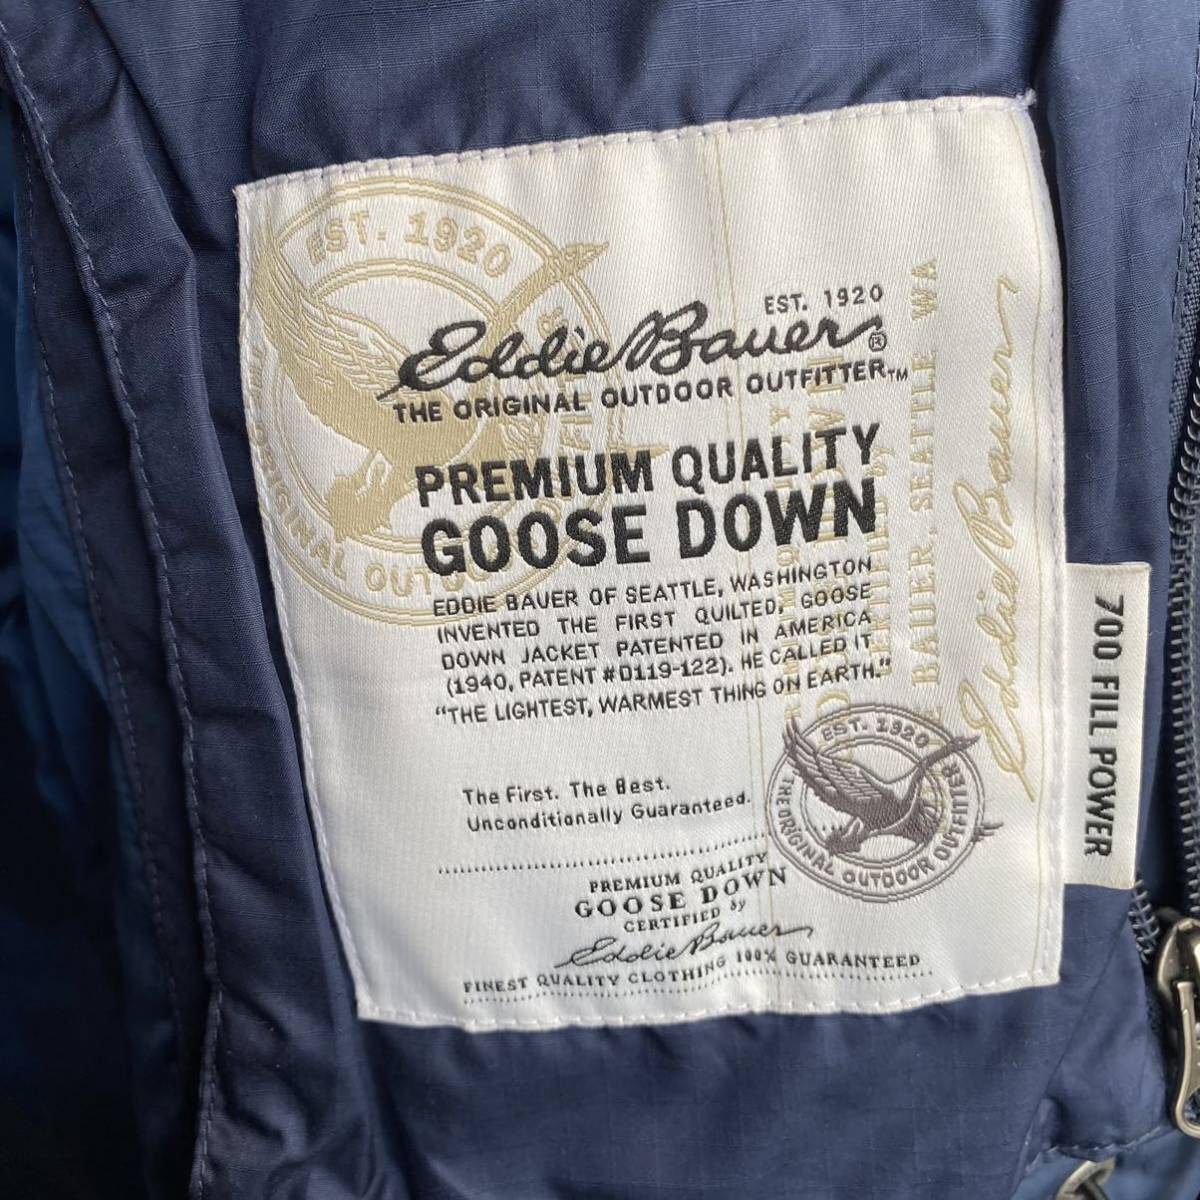 EST. 1920
EST. 1920
Eddie Bauer®
THE ORIGINAL OUTDOOR OUTFITTER™
PREMIUM QUALITY
GOOSE DOWN
EDDIE BAUER OF SEATTLE, WASHINGTON
INVENTED THE FIRST QUILTED, GOOSE
DOWN JACKET PATENTED IN AMERICA
(1940, PATENT #D119-122). HE CALLED IT
“THE LIGHTEST, WARMEST THING ON EARTH.”
The First. The Best.
Unconditionally Guaranteed.
PREMIUM QUALITY
GOOSE DOWN
CERTIFIED by
Eddie Bauer
FINEST QUALITY CLOTHING 100% GUARANTEED
EST. 1920
THE ORIGINAL OUTDOOR OUTFITTER
ORIGINAL
BAUER, SEATTLE WA
Eddie Bauer
700 FILL POWER